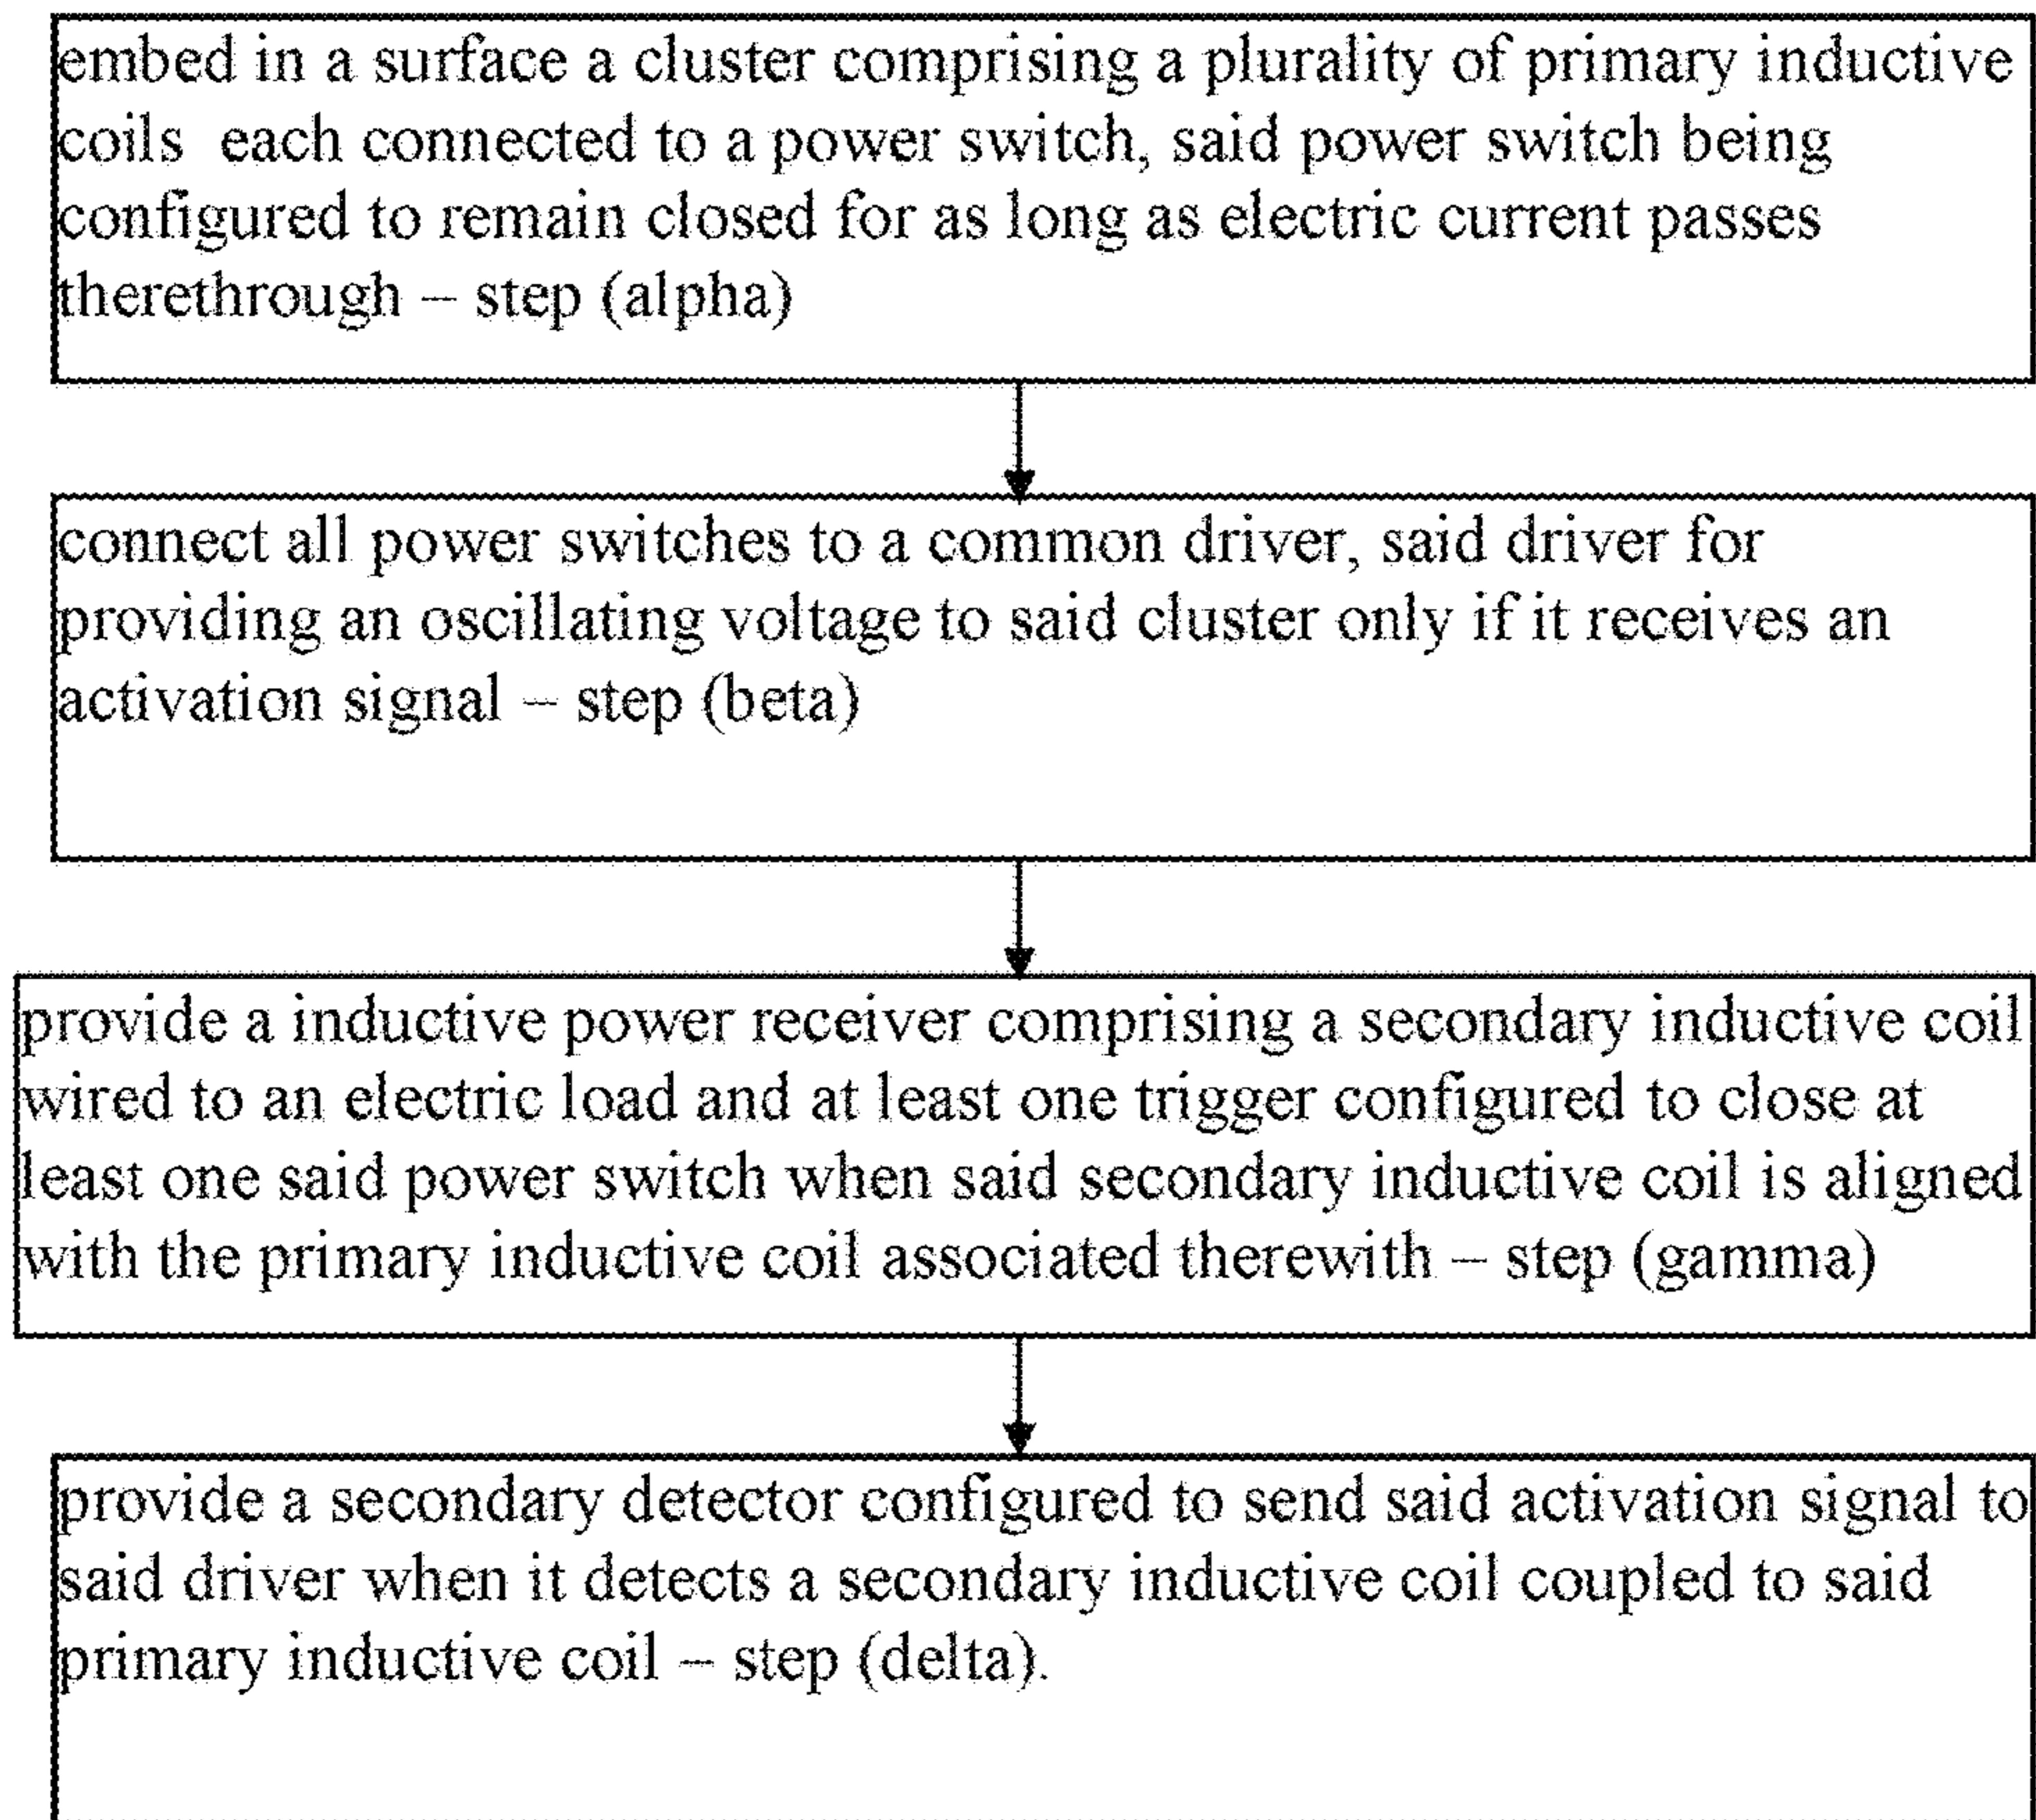 embed in a surface a cluster comprising a plurality of primary inductive
coils each connected to a power switch, said power switch being
configured to remain closed for as long as electric current passes
therethrough – step (alpha)
connect all power switches to a common driver, said driver for
providing an oscillating voltage to said cluster only if it receives an
activation signal – step (beta)
provide a inductive power receiver comprising a secondary inductive coil
wired to an electric load and at least one trigger configured to close at
least one said power switch when said secondary inductive coil is aligned
with the primary inductive coil associated therewith – step (gamma)
provide a secondary detector configured to send said activation signal to
said driver when it detects a secondary inductive coil coupled to said
primary inductive coil – step (delta).